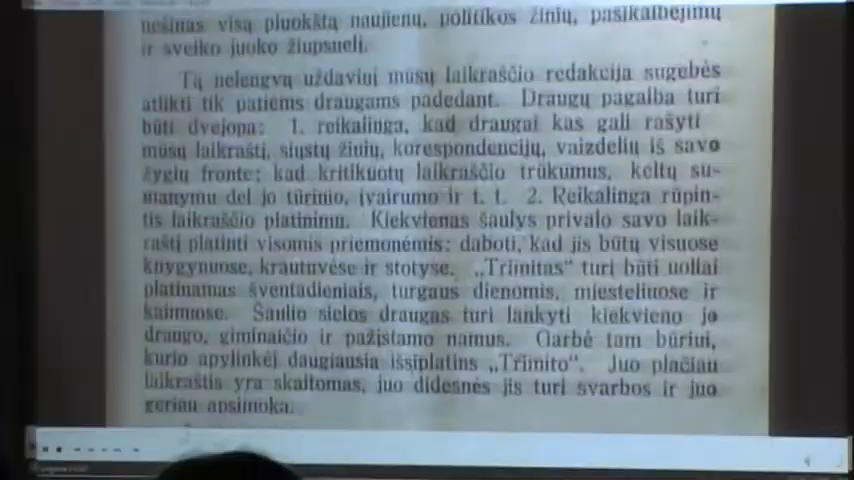 nešinas visą pluokštą naujienų, politikos žinių, pasikalbėjimų
ir sveiko juoko žiupsnelį.
Tą nelengvą uždavinį mūsų laikraščio redakcija sugebės
atlikti tik patiems draugams padedant. Draugų pagalba turi
būti dvejopa: 1. reikalinga, kad draugai kas gali rašyti
mūsų laikraštį, siųstų žinių, korespondencijų, vaizdelių iš savo
žygių fronte; kad kritikuotų laikraščio trūkumus, keltų su-
manymų dėl jo tūrinio, įvairumo ir t. t. 2. Reikalinga rūpin-
tis laikraščio platinimu. Kiekvienas šaulys privalo savo laik-
raštį platinti visomis priemonėmis: daboti, kad jis būtų visuose
knygynuose, krautuvėse ir stotyse. „Trimitas“ turi būti uoliai
platinamas šventadieniais, turgaus dienomis, miesteliuose ir
kaimuose. Šaulio sielos draugas turi lankyti kiekvieno jo
draugo, giminaičio ir pažįstamo namus. Garbė tam būriui,
kurio apylinkėj daugiausia išsiplatins „Trimito“. Juo plačiau
laikraštis yra skaitomas, juo didesnės jis turi svarbos ir juo
geriau apsimoka.